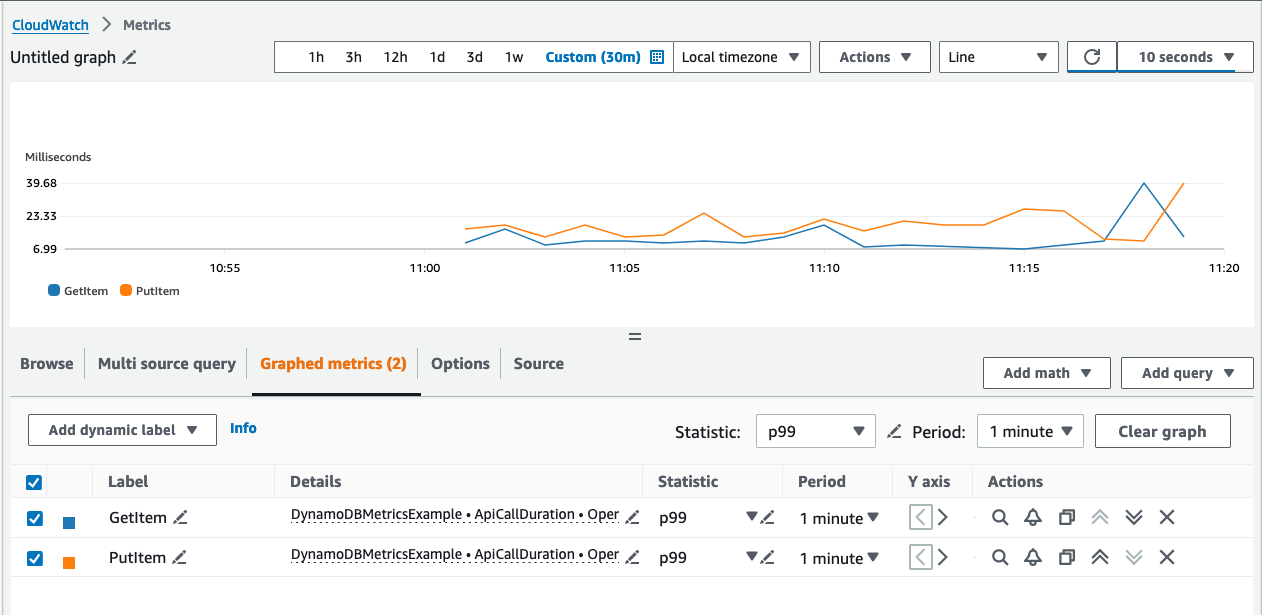 CloudWatch > Metrics
Untitled graph
1h 3h 12h 1d 3d 1w Custom (30m) Local timezone Actions Line 10 seconds
Milliseconds
39.68
23.33
6.99
10:55 11:00 11:05 11:10 11:15 11:20
GetItem PutItem
Browse Multi source query Graphed metrics (2) Options Source
Add math Add query
Add dynamic label Info Statistic: p99 Period: 1 minute Clear graph
Label Details Statistic Period Y axis Actions
GetItem DynamoDBMetricsExample • ApiCallDuration • Oper p99 1 minute
PutItem DynamoDBMetricsExample • ApiCallDuration • Oper p99 1 minute